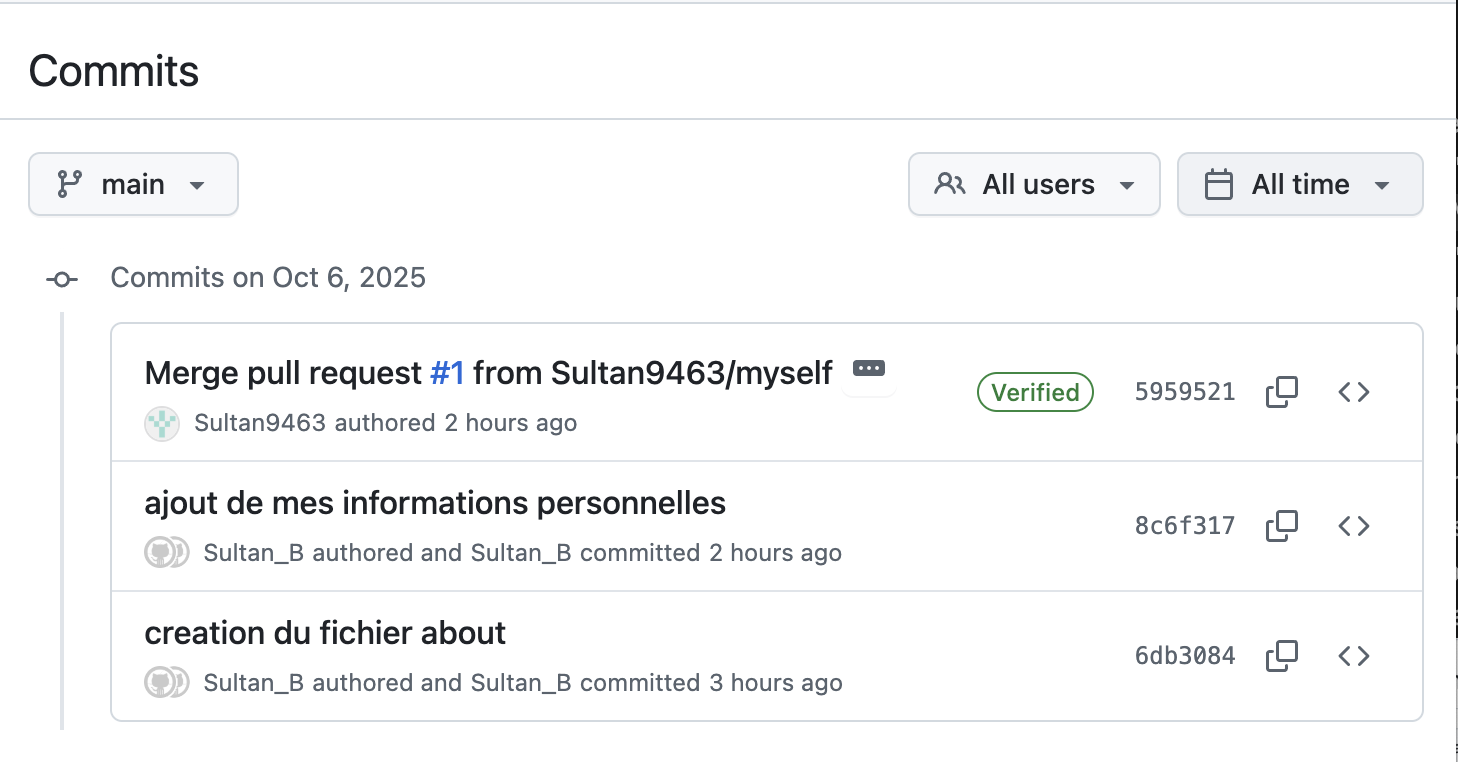 Commits
main
All users
All time
Commits on Oct 6, 2025
Merge pull request #1 from Sultan9463/myself
Verified
5959521
Sultan9463 authored 2 hours ago
ajout de mes informations personnelles
8c6f317
Sultan_B authored and Sultan_B committed 2 hours ago
creation du fichier about
6db3084
Sultan_B authored and Sultan_B committed 3 hours ago